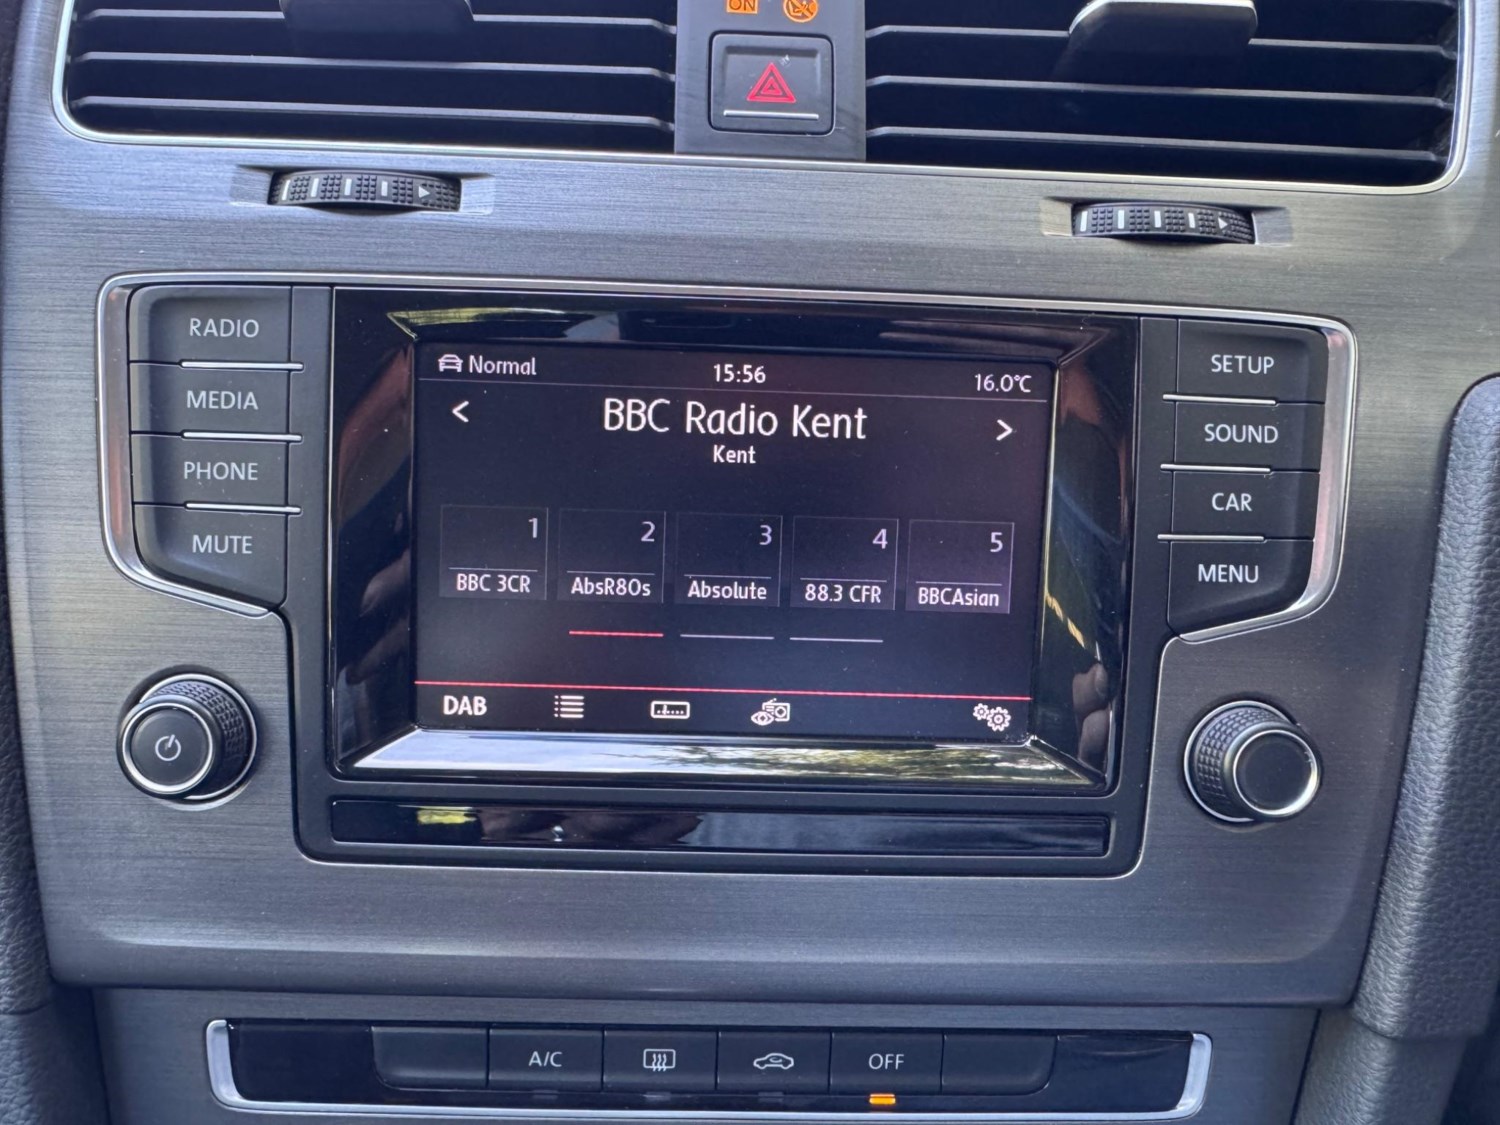 ON
RADIO
MEDIA
PHONE
MUTE
Normal 15:56 16.0°C
< BBC Radio Kent >
Kent
1 2 3 4 5
BBC 3CR AbsR80s Absolute 88.3 CFR BBCAsian
DAB
SETUP
SOUND
CAR
MENU
A/C OFF